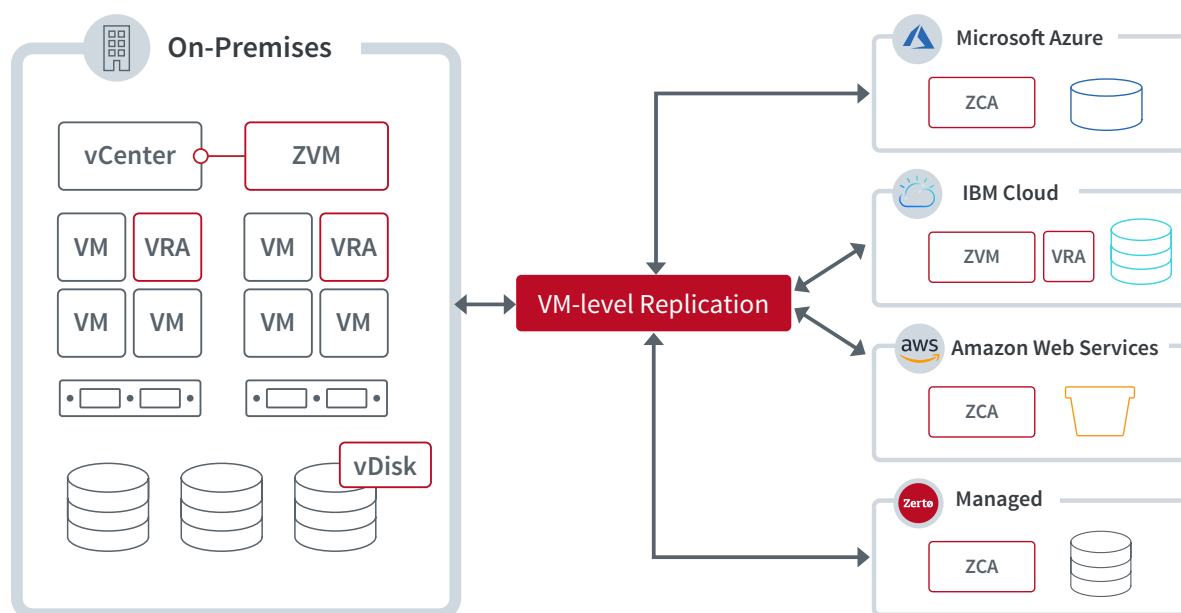 On-Premises
vCenter
ZVM
VM
VRA
VM
VRA
VM
VM
VM
VM
vDisk
VM-level Replication
Microsoft Azure
ZCA
IBM Cloud
ZVM
VRA
aws
Amazon Web Services
ZCA
Zertø
Managed
ZCA